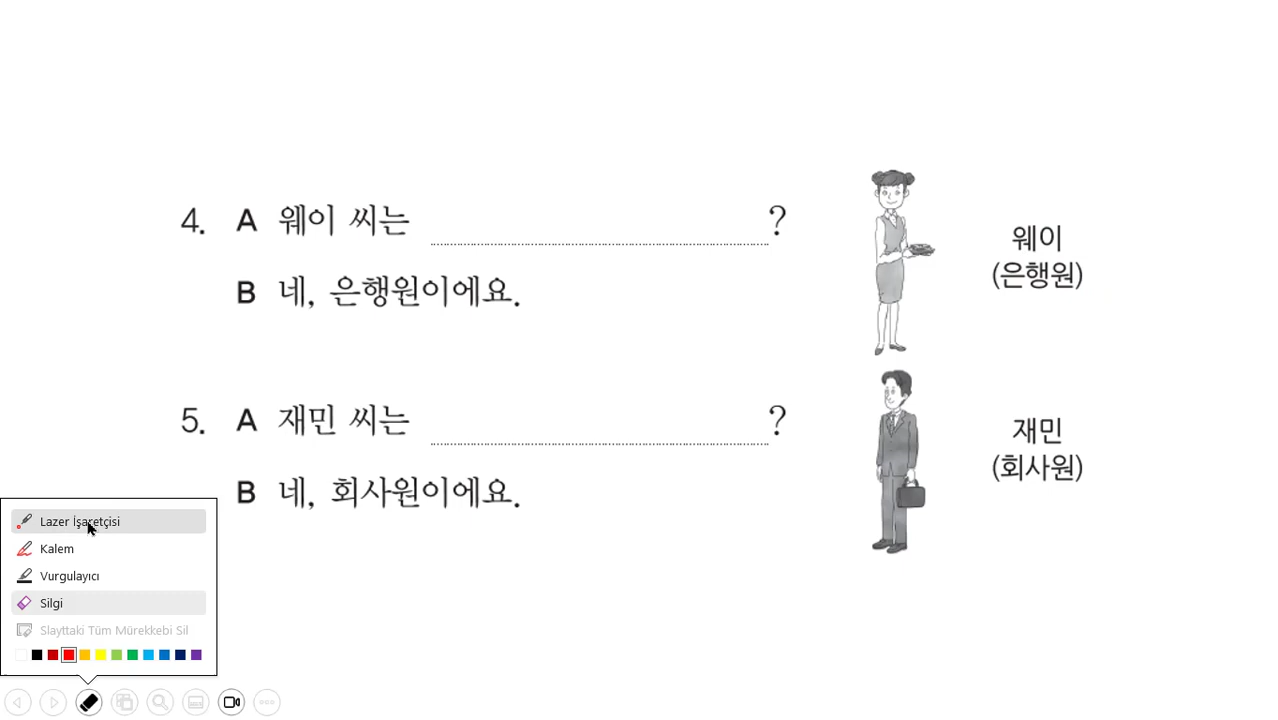 4. A 웨이 씨는 ?
B 네, 은행원이에요.
웨이
(은행원)
5. A 재민 씨는 ?
B 네, 회사원이에요.
재민
(회사원)
Lazer İşaretçisi
Kalem
Vurgulayıcı
Silgi
Slayttaki Tüm Mürekkebi Sil